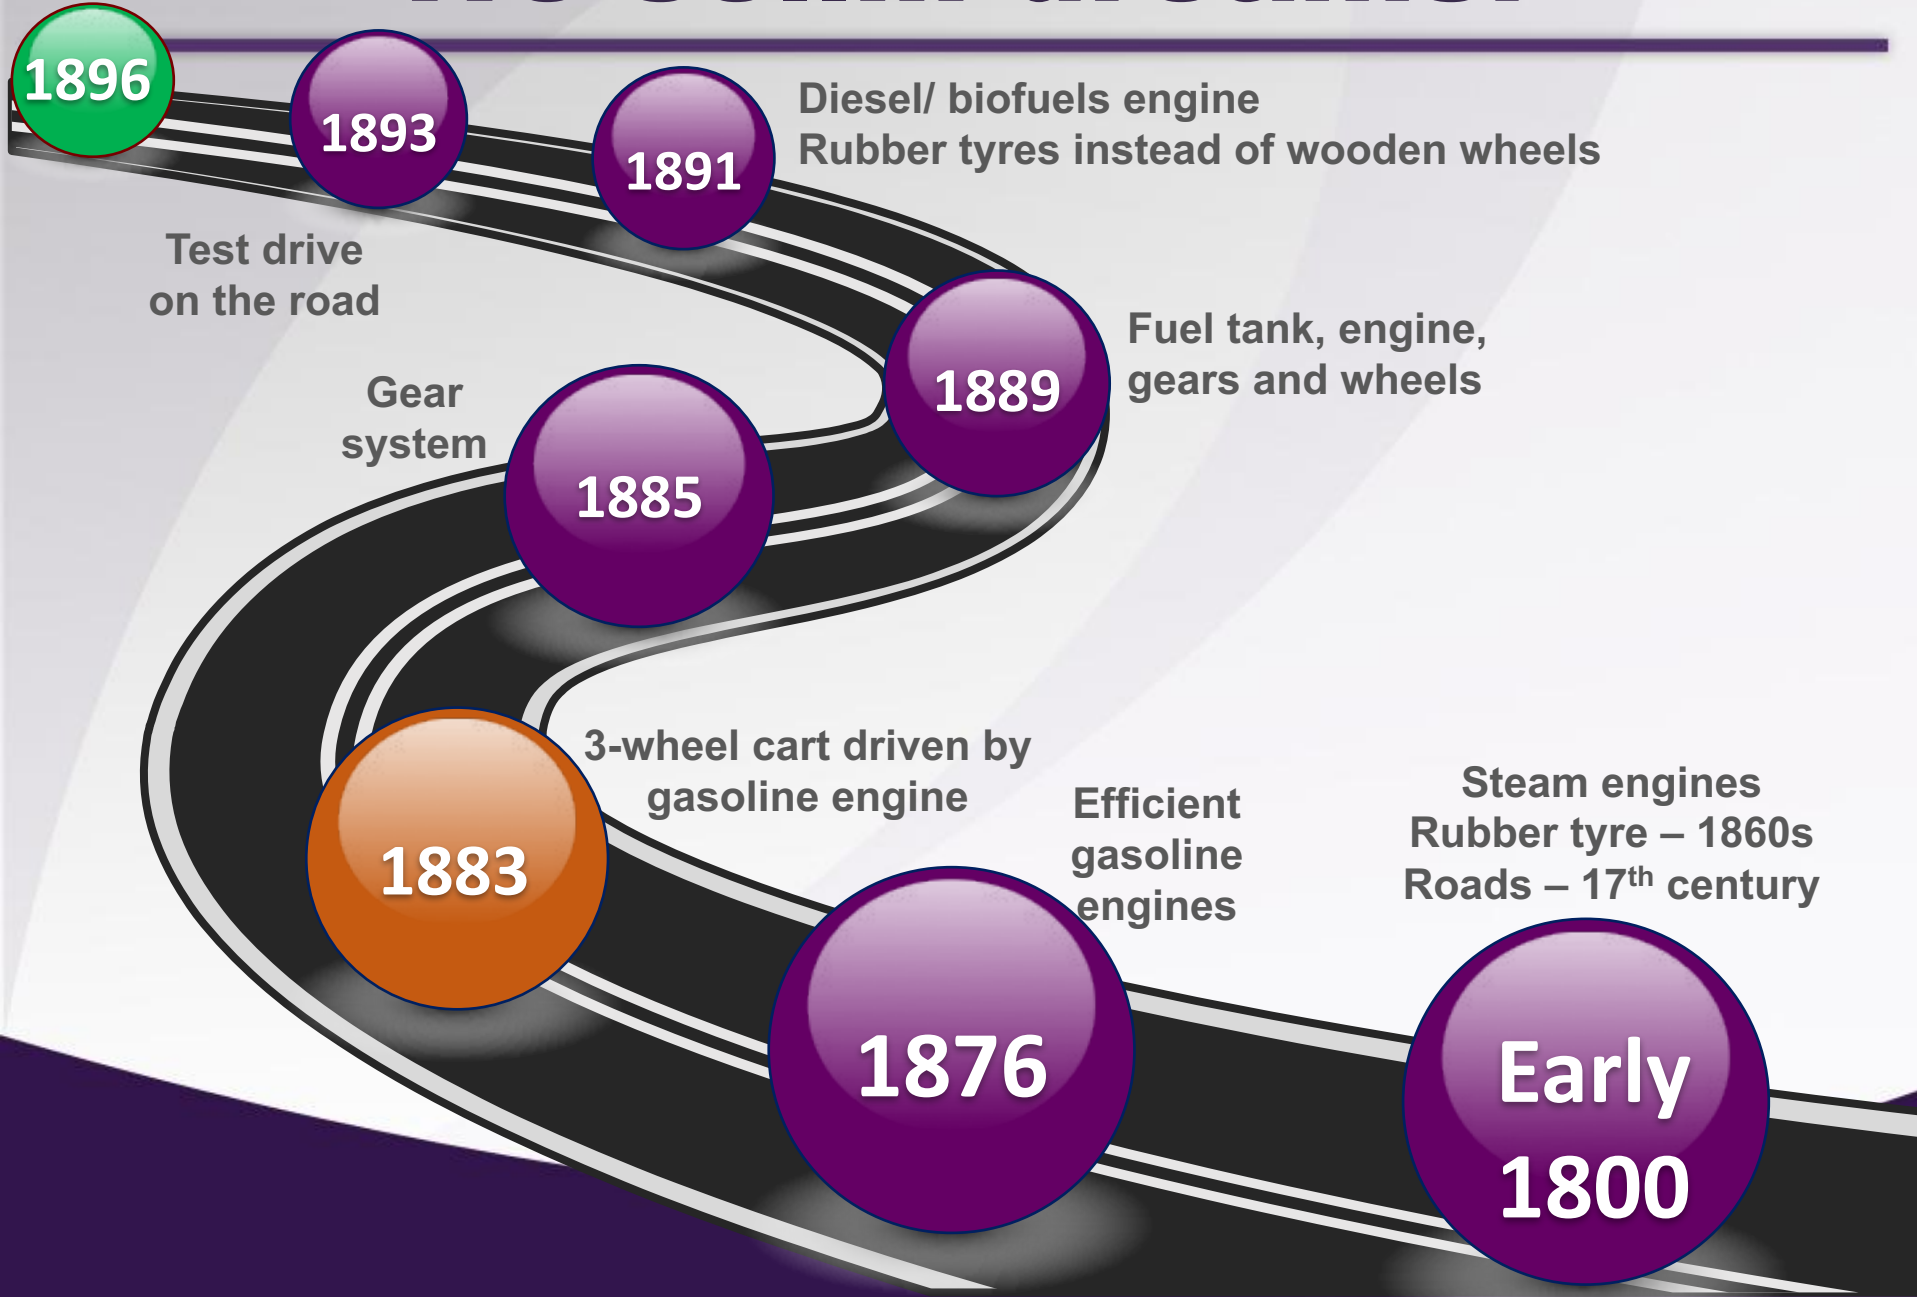 1896
1893
1891
Diesel/ biofuels engine
Rubber tyres instead of wooden wheels
Test drive
on the road
1889
Fuel tank, engine,
gears and wheels
Gear
system
1885
1883
3-wheel cart driven by
gasoline engine
Efficient
gasoline
engines
1876
Steam engines
Rubber tyre – 1860s
Roads – 17th century
Early
1800